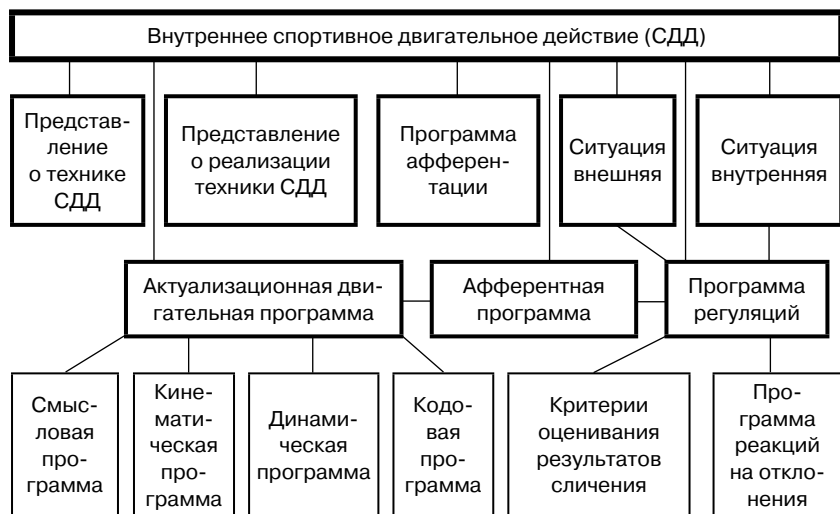 Внутреннее спортивное двигательное действие (СДД)
Представ-
ление
о технике
СДД
Представление
о реализации
техники СДД
Программа
афферен-
тации
Ситуация
внешняя
Ситуация
внутренняя
Актуализационная дви-
гательная программа
Афферентная
программа
Программа
регуляций
Смыс-
ловая
про-
грамма
Кине-
мати-
ческая
про-
грамма
Динами-
ческая
программа
Кодо-
вая
про-
грамма
Критерии
оценивания
результатов
сличения
Про-
грамма
реакций
на откло-
нения